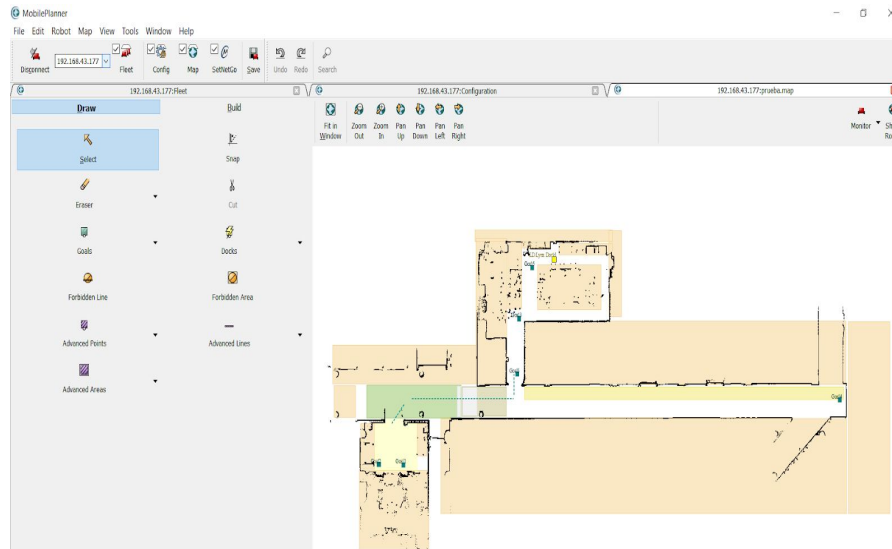 MobilePlanner
File Edit Robot Map View Tools Window Help
192.168.43.177
Disconnect Fleet Config Map SetNetGo Save Undo Redo Search
192.168.43.177:Fleet
192.168.43.177:Configuration
192.168.43.177:prueba.map
Draw Build
Select Snap
Eraser Cut
Goals Docks
Forbidden Line Forbidden Area
Advanced Points Advanced Lines
Advanced Areas
Fit in Window
Zoom Out
Zoom In
Pan Up
Pan Down
Pan Left
Pan Right
Monitor